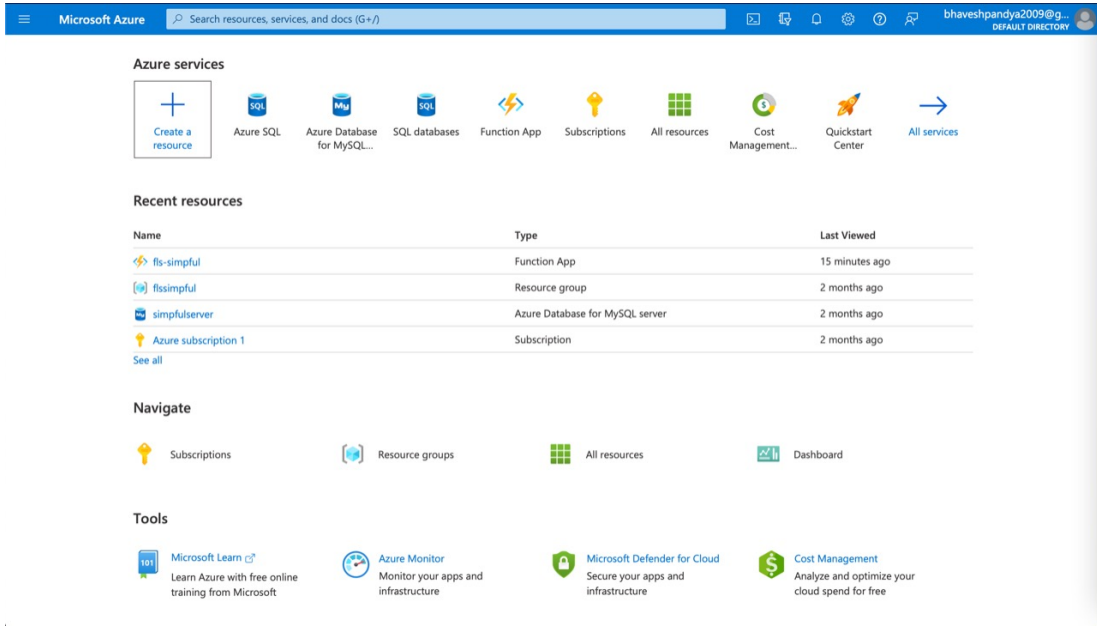 Microsoft Azure
Search resources, services, and docs (G+/)
bhaveshpandya2009@g...
DEFAULT DIRECTORY
Azure services
Create a
resource
SQL
Azure SQL
My
Azure Database
for MySQL...
SQL
SQL databases
Function App
Subscriptions
All resources
$
Cost
Management...
Quickstart
Center
All services
Recent resources
Name Type Last Viewed
fls-simpful Function App 15 minutes ago
flssimpful Resource group 2 months ago
My simpfulserver Azure Database for MySQL server 2 months ago
Azure subscription 1 Subscription 2 months ago
See all
Navigate
Subscriptions
Resource groups
All resources
Dashboard
Tools
101
Microsoft Learn
Learn Azure with free online
training from Microsoft
Azure Monitor
Monitor your apps and
infrastructure
Microsoft Defender for Cloud
Secure your apps and
infrastructure
$
Cost Management
Analyze and optimize your
cloud spend for free